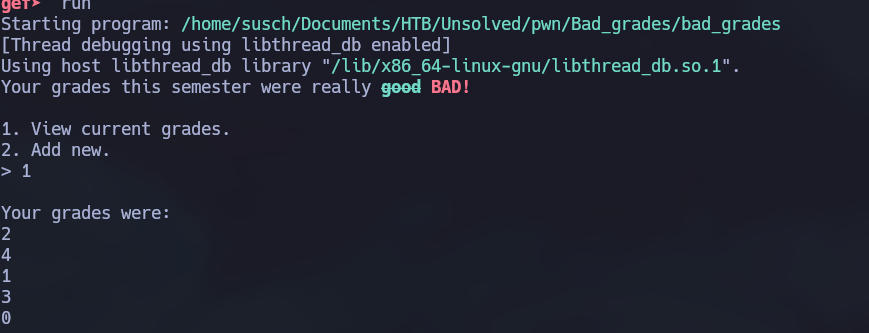 gef➤ run
Starting program: /home/susch/Documents/HTB/Unsolved/pwn/Bad_grades/bad_grades
[Thread debugging using libthread_db enabled]
Using host libthread_db library "/lib/x86_64-linux-gnu/libthread_db.so.1".
Your grades this semester were really good BAD!
1. View current grades.
2. Add new.
> 1
Your grades were:
2
4
1
3
0